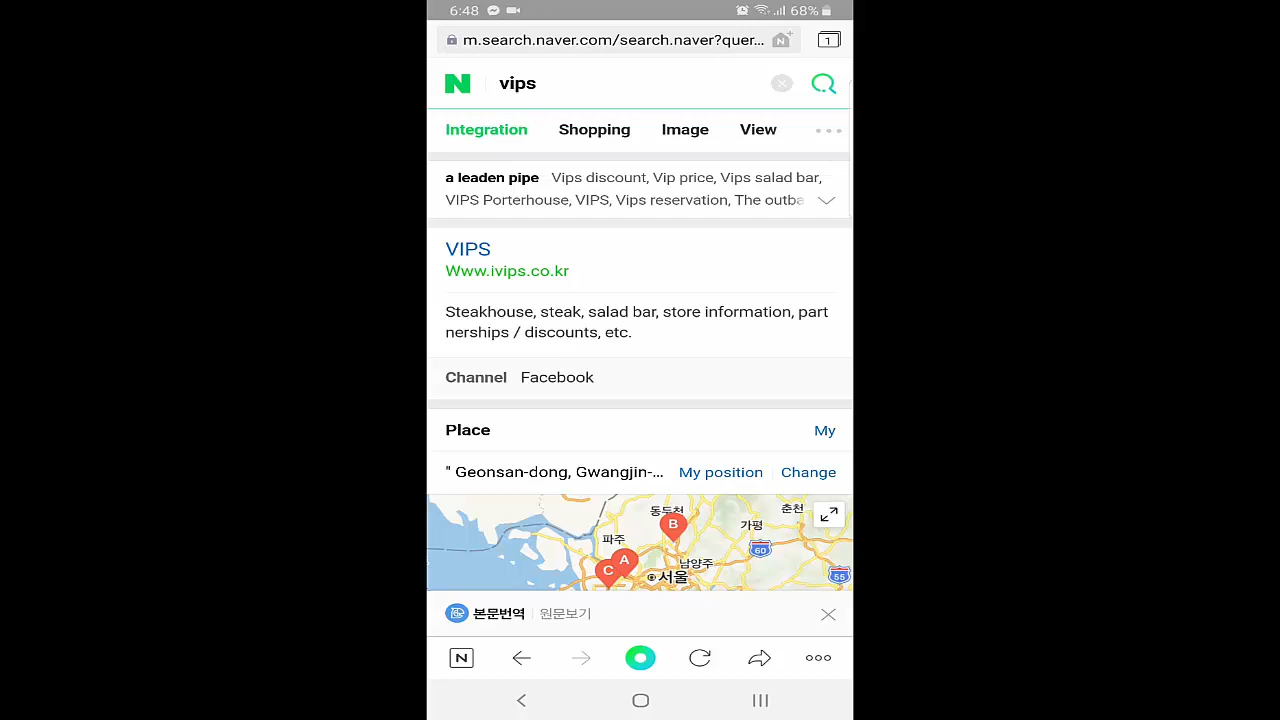 6:48 68%
m.search.naver.com/search.naver?quer... N 1
N vips
Integration Shopping Image View
a leaden pipe Vips discount, Vip price, Vips salad bar,
VIPS Porterhouse, VIPS, Vips reservation, The outba
VIPS
Www.ivips.co.kr
Steakhouse, steak, salad bar, store information, part
nerships / discounts, etc.
Channel Facebook
Place My
" Geonsan-dong, Gwangjin-... My position Change
동두천 춘천
B
가평
파주
A
60
C
남양주
서울
55
본문번역 원문보기
N